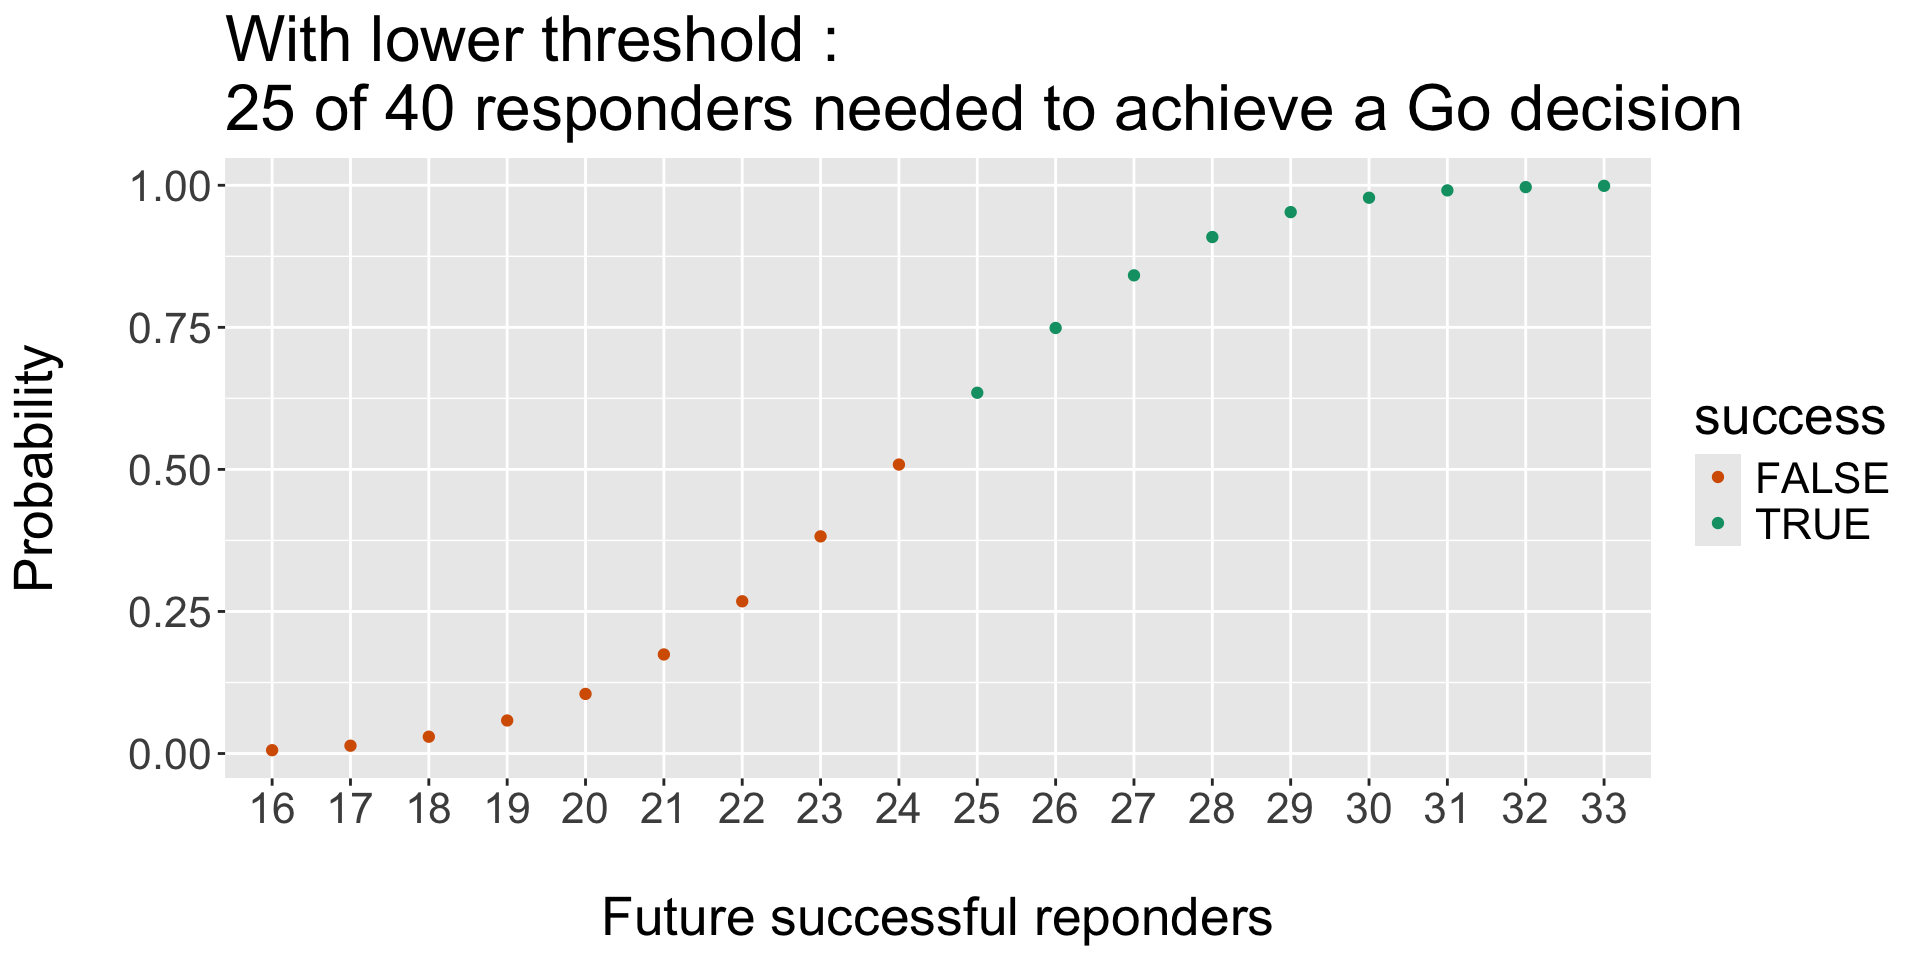 With lower threshold :
25 of 40 responders needed to achieve a Go decision
1.00
0.75
0.50
0.25
0.00
Probability
16 17 18 19 20 21 22 23 24 25 26 27 28 29 30 31 32 33
Future successful reponders
success
FALSE
TRUE